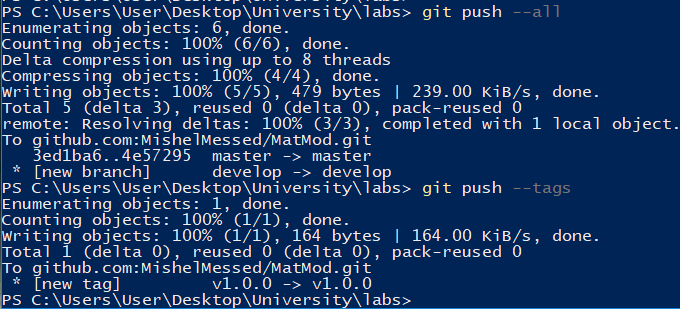 PS C:\Users\User\Desktop\University\labs> git push --all
Enumerating objects: 6, done.
Counting objects: 100% (6/6), done.
Delta compression using up to 8 threads
Compressing objects: 100% (4/4), done.
Writing objects: 100% (5/5), 479 bytes | 239.00 KiB/s, done.
Total 5 (delta 3), reused 0 (delta 0), pack-reused 0
remote: Resolving deltas: 100% (3/3), completed with 1 local object.
To github.com:MishelMessed/MatMod.git
   3ed1ba6..4e57295  master -> master
 * [new branch]      develop -> develop
PS C:\Users\User\Desktop\University\labs> git push --tags
Enumerating objects: 1, done.
Counting objects: 100% (1/1), done.
Writing objects: 100% (1/1), 164 bytes | 164.00 KiB/s, done.
Total 1 (delta 0), reused 0 (delta 0), pack-reused 0
To github.com:MishelMessed/MatMod.git
 * [new tag]         v1.0.0 -> v1.0.0
PS C:\Users\User\Desktop\University\labs>